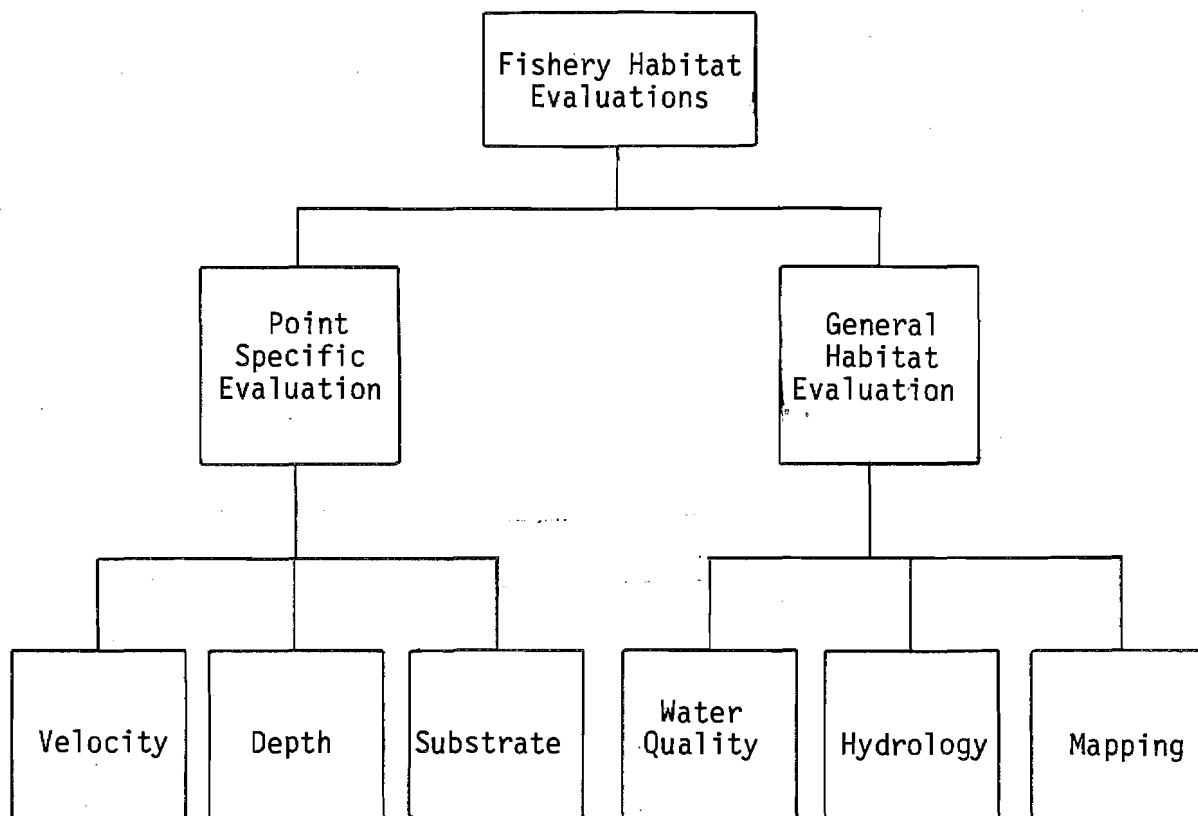 Fishery Habitat
Evaluations
Point
Specific
Evaluation
General
Habitat
Evaluation
Velocity
Depth
Substrate
Water
Quality
Hydrology
Mapping